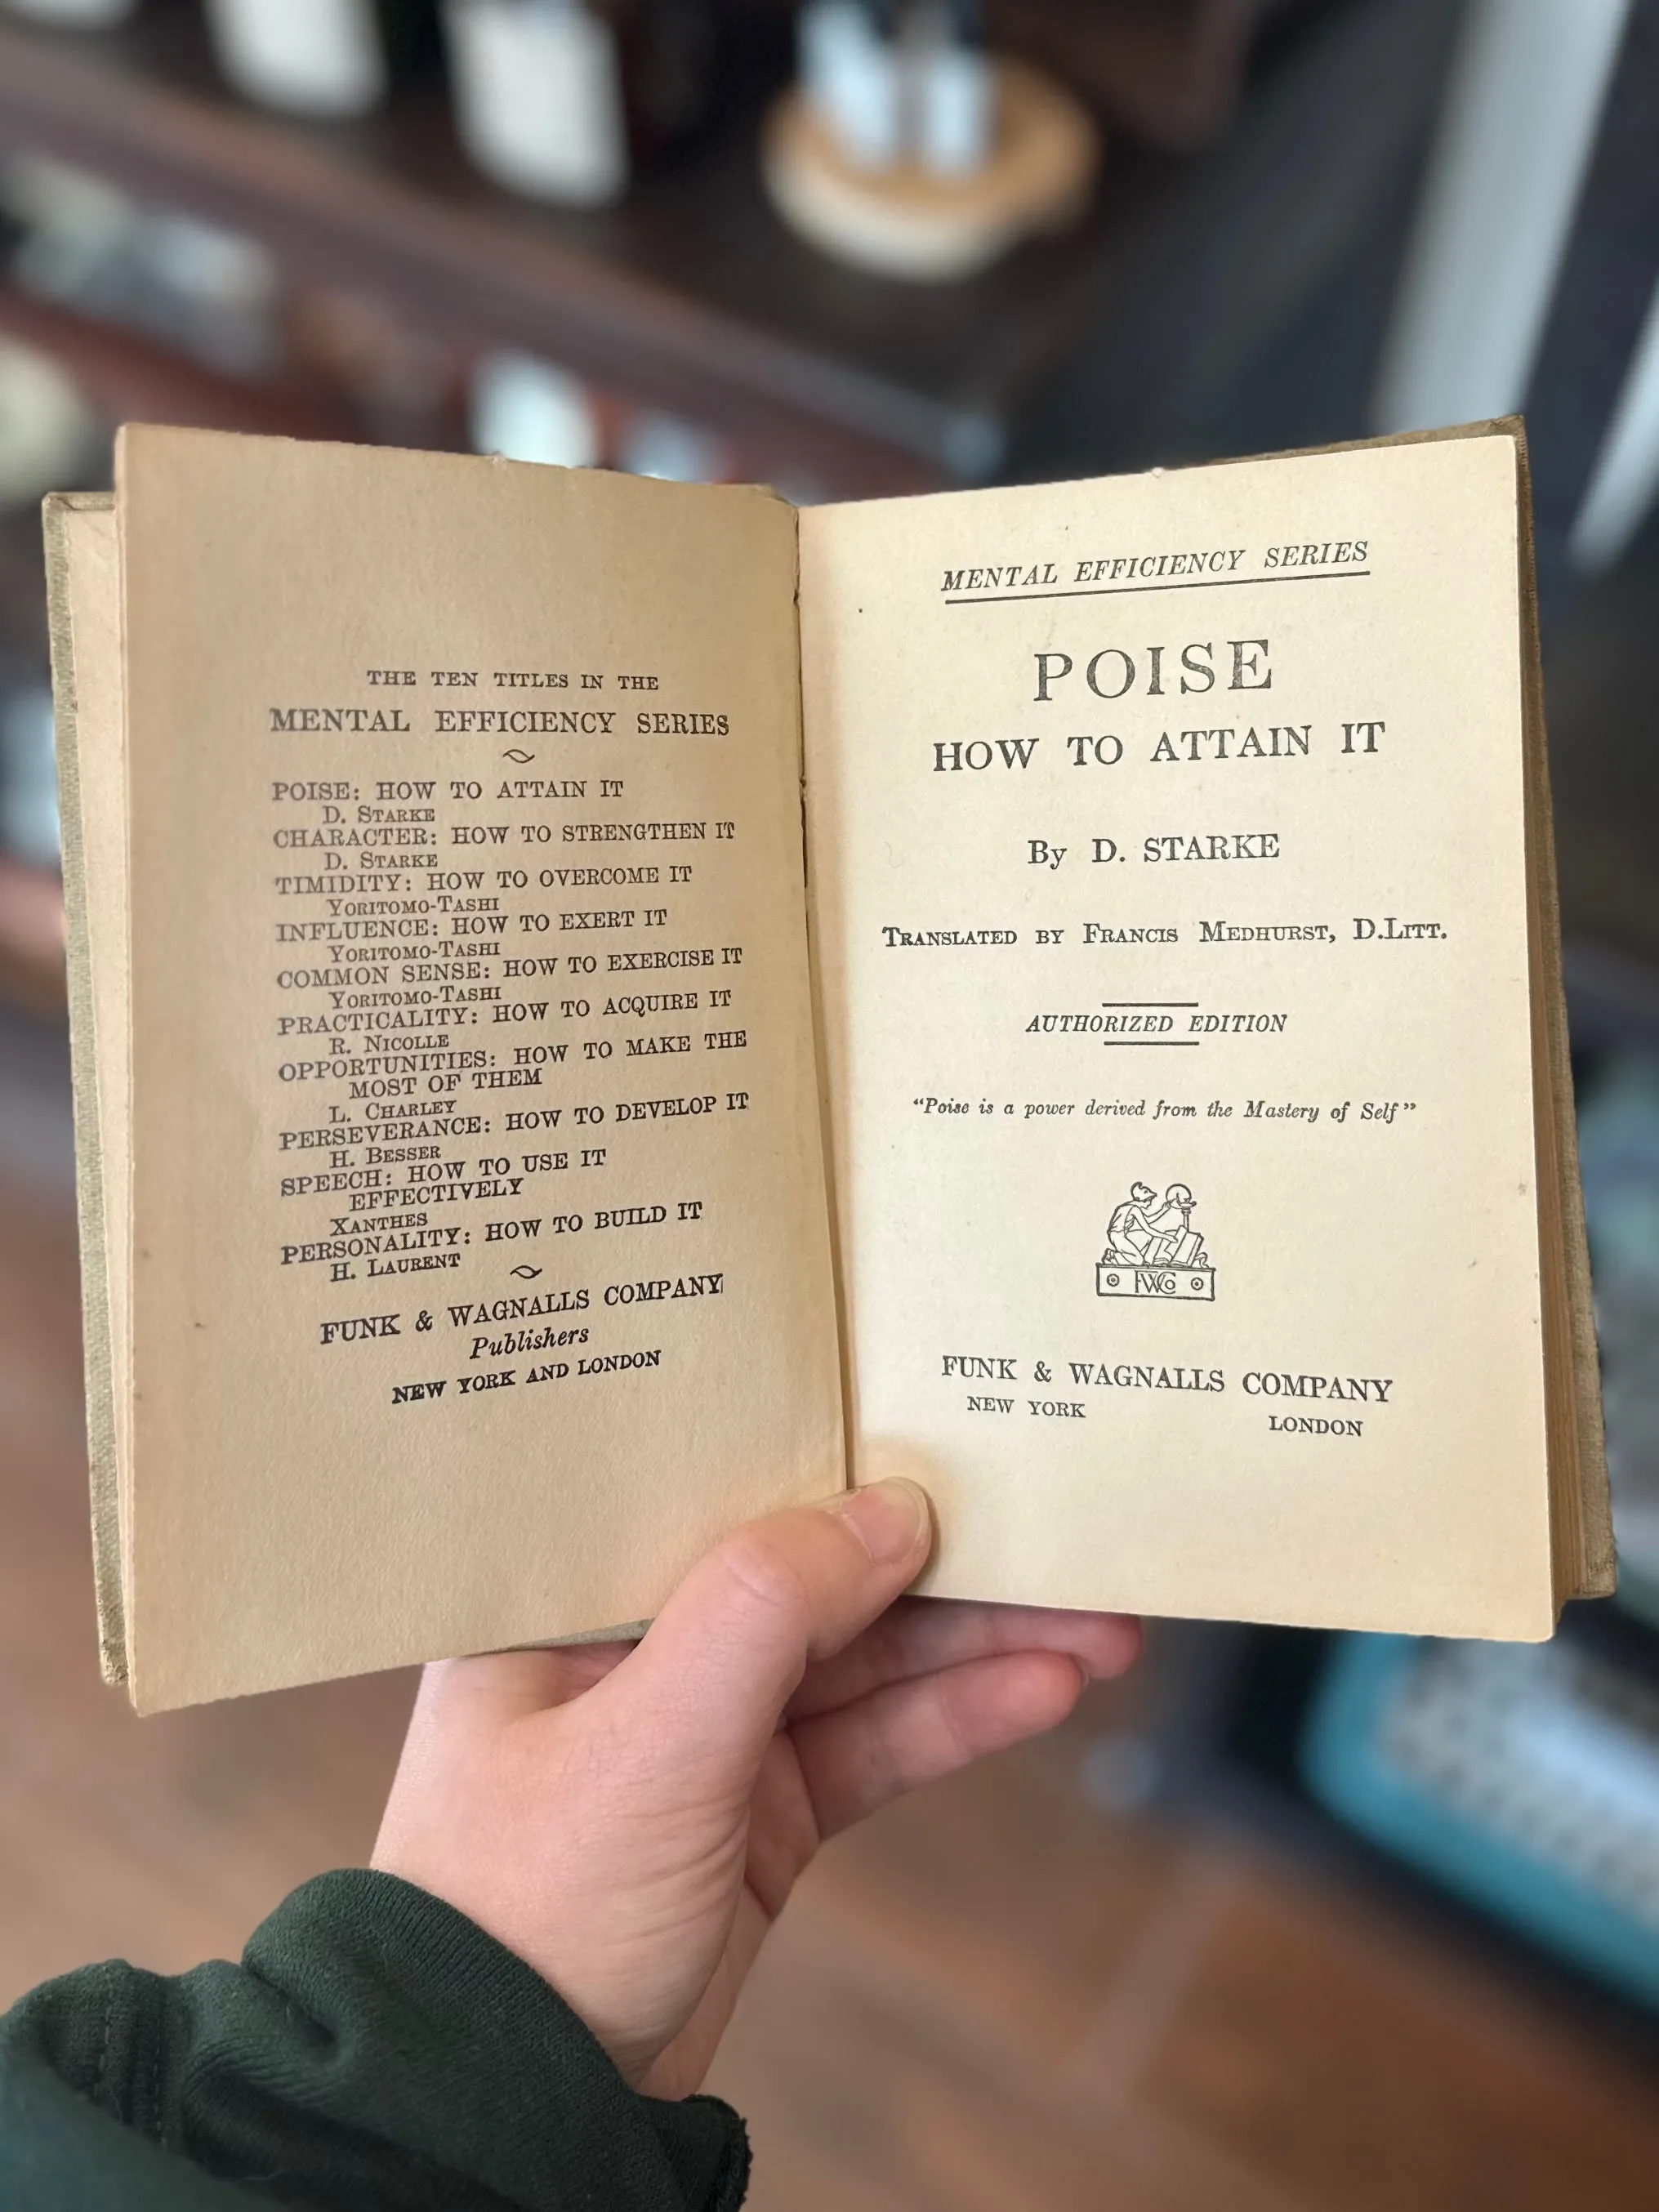 THE TEN TITLES IN THE
MENTAL EFFICIENCY SERIES
POISE: HOW TO ATTAIN IT
D. STARKE
CHARACTER: HOW TO STRENGTHEN IT
D. STARKE
TIMIDITY: HOW TO OVERCOME IT
YORITOMO-TASHI
INFLUENCE: HOW TO EXERT IT
YORITOMO-TASHI
COMMON SENSE: HOW TO EXERCISE IT
YORITOMO-TASHI
PRACTICALITY: HOW TO ACQUIRE IT
R. NICOLLE
OPPORTUNITIES: HOW TO MAKE THE
MOST OF THEM
L. CHARLEY
PERSEVERANCE: HOW TO DEVELOP IT
H. BESSER
SPEECH: HOW TO USE IT
EFFECTIVELY
XANTHES
PERSONALITY: HOW TO BUILD IT
H. LAURENT
FUNK & WAGNALLS COMPANY
Publishers
NEW YORK AND LONDON
MENTAL EFFICIENCY SERIES
POISE
HOW TO ATTAIN IT
By D. STARKE
TRANSLATED BY FRANCIS MEDHURST, D.LITT.
AUTHORIZED EDITION
“Poise is a power derived from the Mastery of Self”
FWCo
FUNK & WAGNALLS COMPANY
NEW YORK LONDON